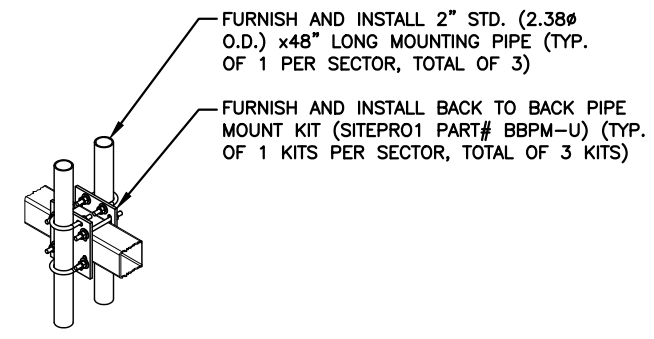 FURNISH AND INSTALL 2" STD. (2.38ø
O.D.) x48" LONG MOUNTING PIPE (TYP.
OF 1 PER SECTOR, TOTAL OF 3)
FURNISH AND INSTALL BACK TO BACK PIPE
MOUNT KIT (SITEPRO1 PART# BBPM-U) (TYP.
OF 1 KITS PER SECTOR, TOTAL OF 3 KITS)